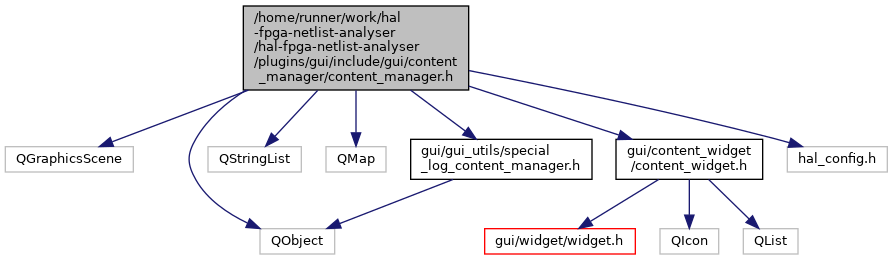 /home/runner/work/hal
-fpga-netlist-analyser
/hal-fpga-netlist-analyser
/plugins/gui/include/gui/content
_manager/content_manager.h
QGraphicsScene
QStringList
QMap
gui/gui_utils/special
_log_content_manager.h
gui/content_widget
/content_widget.h
hal_config.h
QObject
gui/widget/widget.h
QIcon
QList